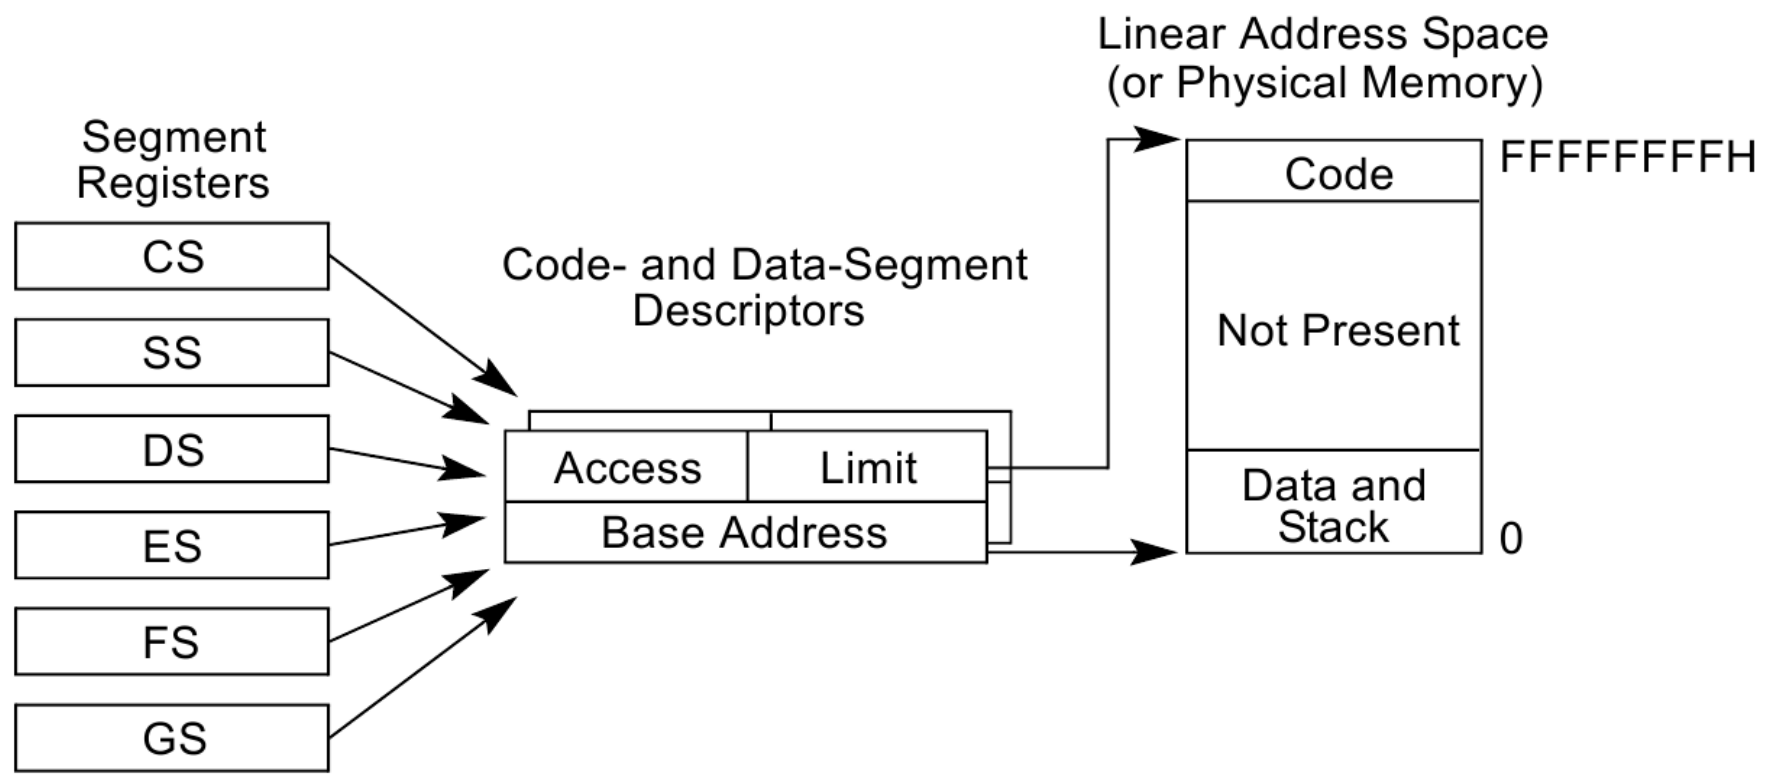 Linear Address Space
(or Physical Memory)
Segment
Registers
CS
SS
DS
ES
FS
GS
Code- and Data-Segment
Descriptors
Access
Limit
Base Address
Code
FFFFFFFFH
Not Present
Data and
Stack
0